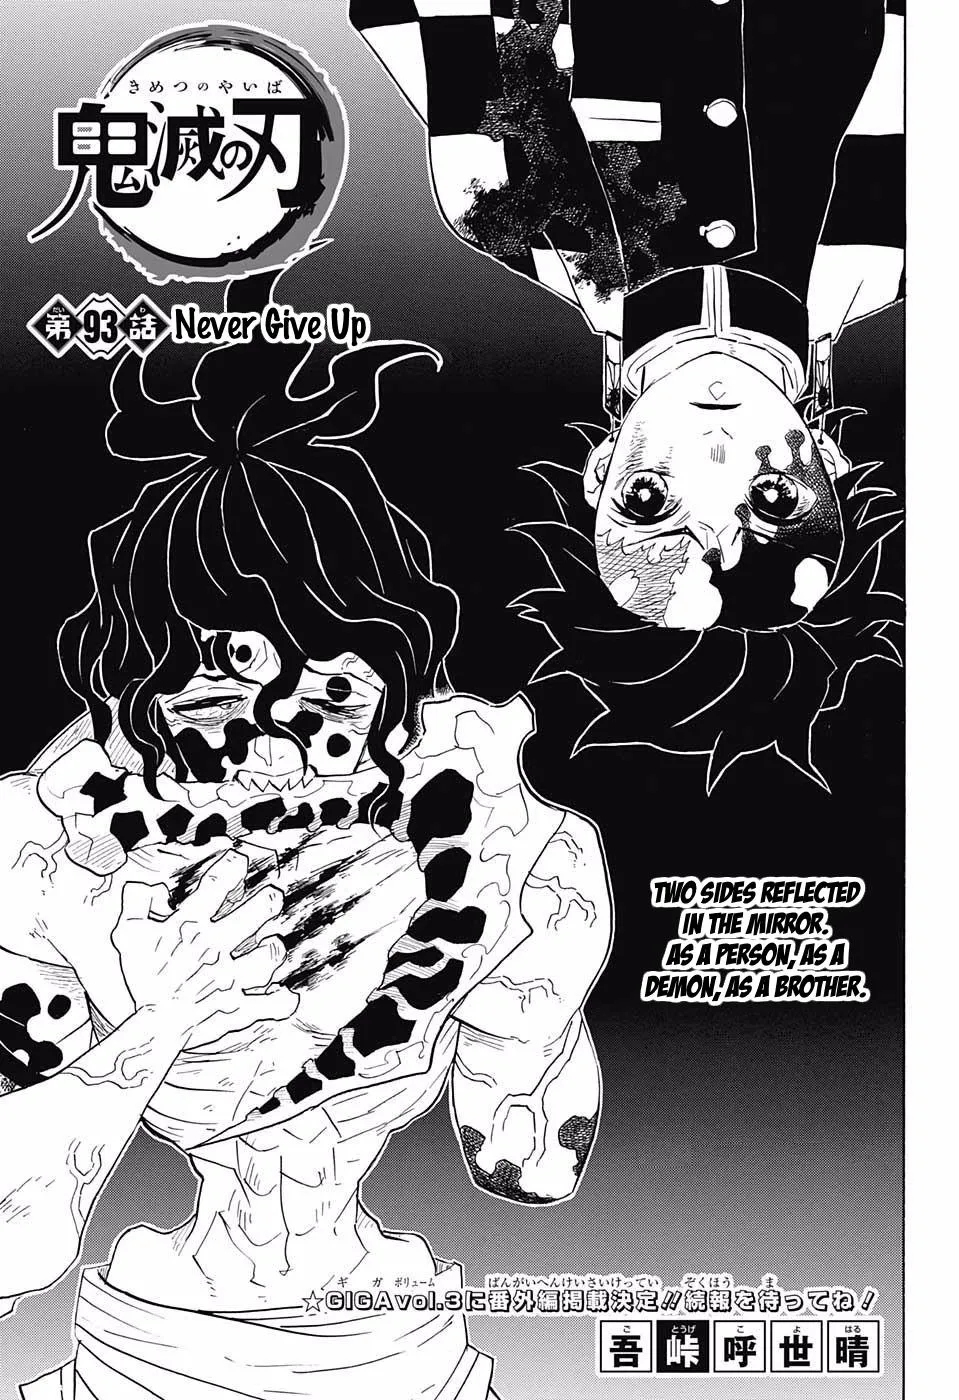 きめつのやいば
鬼滅の刃
だい わ
第93話 Never Give Up
TWO SIDES REFLECTED
IN THE MIRROR.
AS A PERSON, AS A
DEMON, AS A BROTHER.
ギガ ボリューム ばんがいへんけいさいけってい ぞくほう ま
★GIGAvol.3に番外編掲載決定!!続報を待ってね!
ご とうげ こ よ はる
吾峠呼世晴